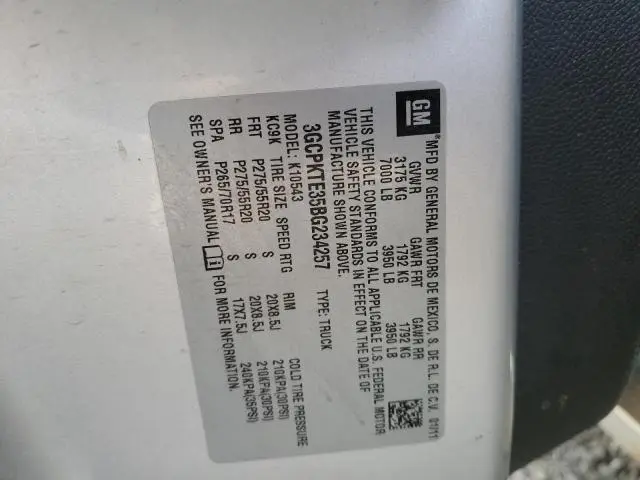 GM
MFD BY GENERAL MOTORS DE MEXICO, S. DE R.L. DE C.V. 01/11
GVWR GAWR FRT GAWR RR
3175 KG 1792 KG 1792 KG
7000 LB 3950 LB 3950 LB
THIS VEHICLE CONFORMS TO ALL APPLICABLE U.S. FEDERAL MOTOR
VEHICLE SAFETY STANDARDS IN EFFECT ON THE DATE OF
MANUFACTURE SHOWN ABOVE.
3GCPKTE35BG234257 TYPE: TRUCK
MODEL: K10543
KC9K TIRE SIZE SPEED RTG RIM COLD TIRE PRESSURE
FRT P275/55R20 S 20X8.5J 210KPA(30PSI)
RR P275/55R20 S 20X8.5J 210KPA(30PSI)
SPA P265/70R17 S 17X7.5J 240KPA(35PSI)
SEE OWNER'S MANUAL FOR MORE INFORMATION.